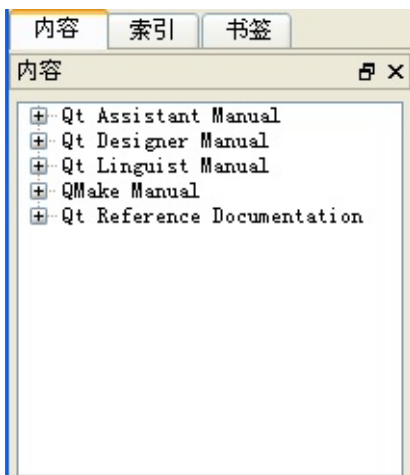 内容 索引 书签
内容
Qt Assistant Manual
Qt Designer Manual
Qt Linguist Manual
QMake Manual
Qt Reference Documentation